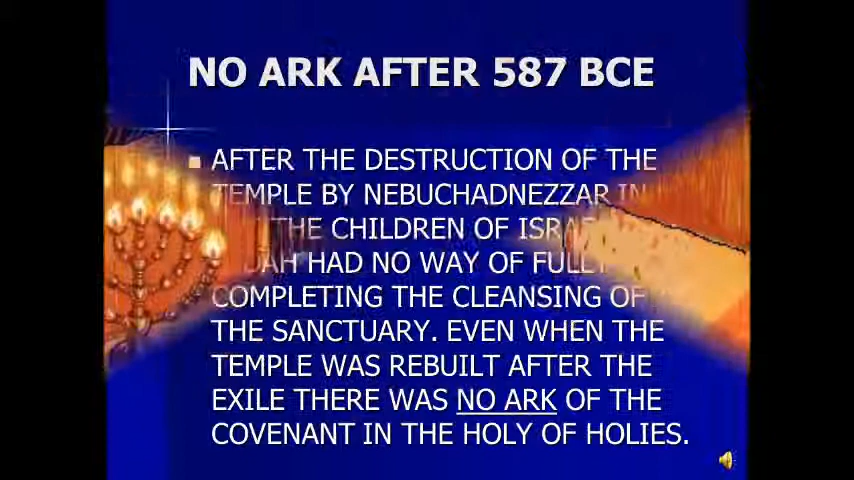 NO ARK AFTER 587 BCE
AFTER THE DESTRUCTION OF THE
TEMPLE BY NEBUCHADNEZZAR IN
THE CHILDREN OF
HAD NO WAY OF
COMPLETING THE CLEANSING OF
THE SANCTUARY. EVEN WHEN THE
TEMPLE WAS REBUILT AFTER THE
EXILE THERE WAS NO ARK OF THE
COVENANT IN THE HOLY OF HOLIES.